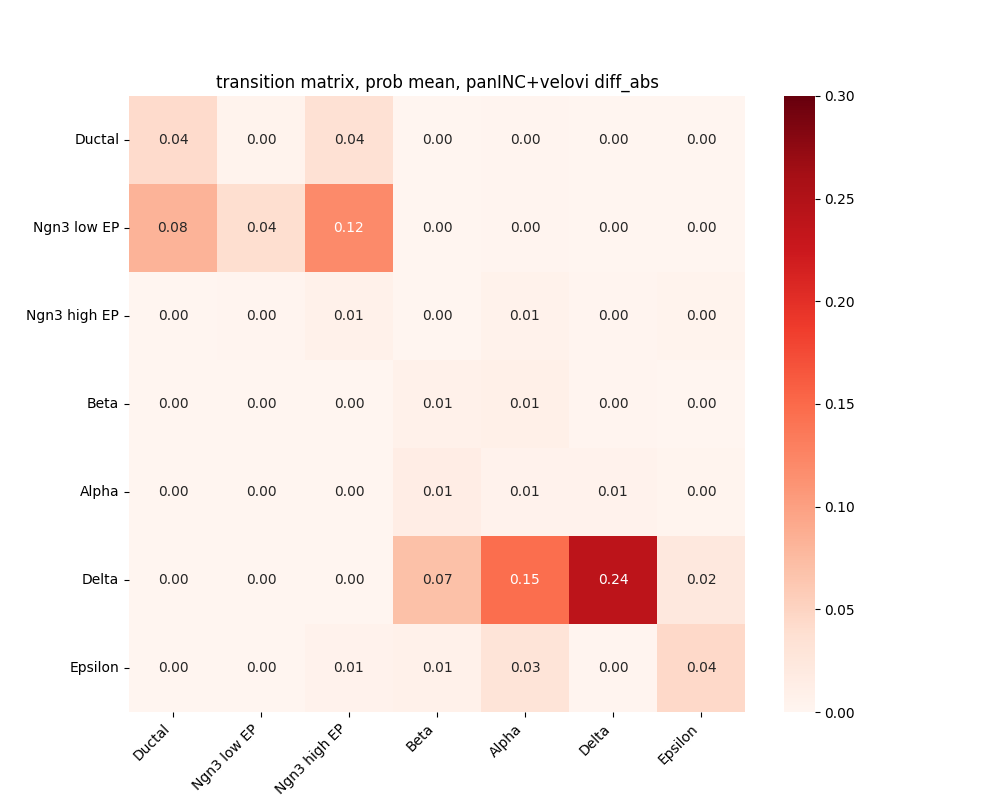 transition matrix, prob mean, panINC+velovi diff_abs
Ductal 0.04 0.00 0.04 0.00 0.00 0.00 0.00
Ngn3 low EP 0.08 0.04 0.12 0.00 0.00 0.00 0.00
Ngn3 high EP 0.00 0.00 0.01 0.00 0.01 0.00 0.00
Beta 0.00 0.00 0.00 0.01 0.01 0.00 0.00
Alpha 0.00 0.00 0.00 0.01 0.01 0.01 0.00
Delta 0.00 0.00 0.00 0.07 0.15 0.24 0.02
Epsilon 0.00 0.00 0.01 0.01 0.03 0.00 0.04
Ductal Ngn3 low EP Ngn3 high EP Beta Alpha Delta Epsilon
0.30
0.25
0.20
0.15
0.10
0.05
0.00